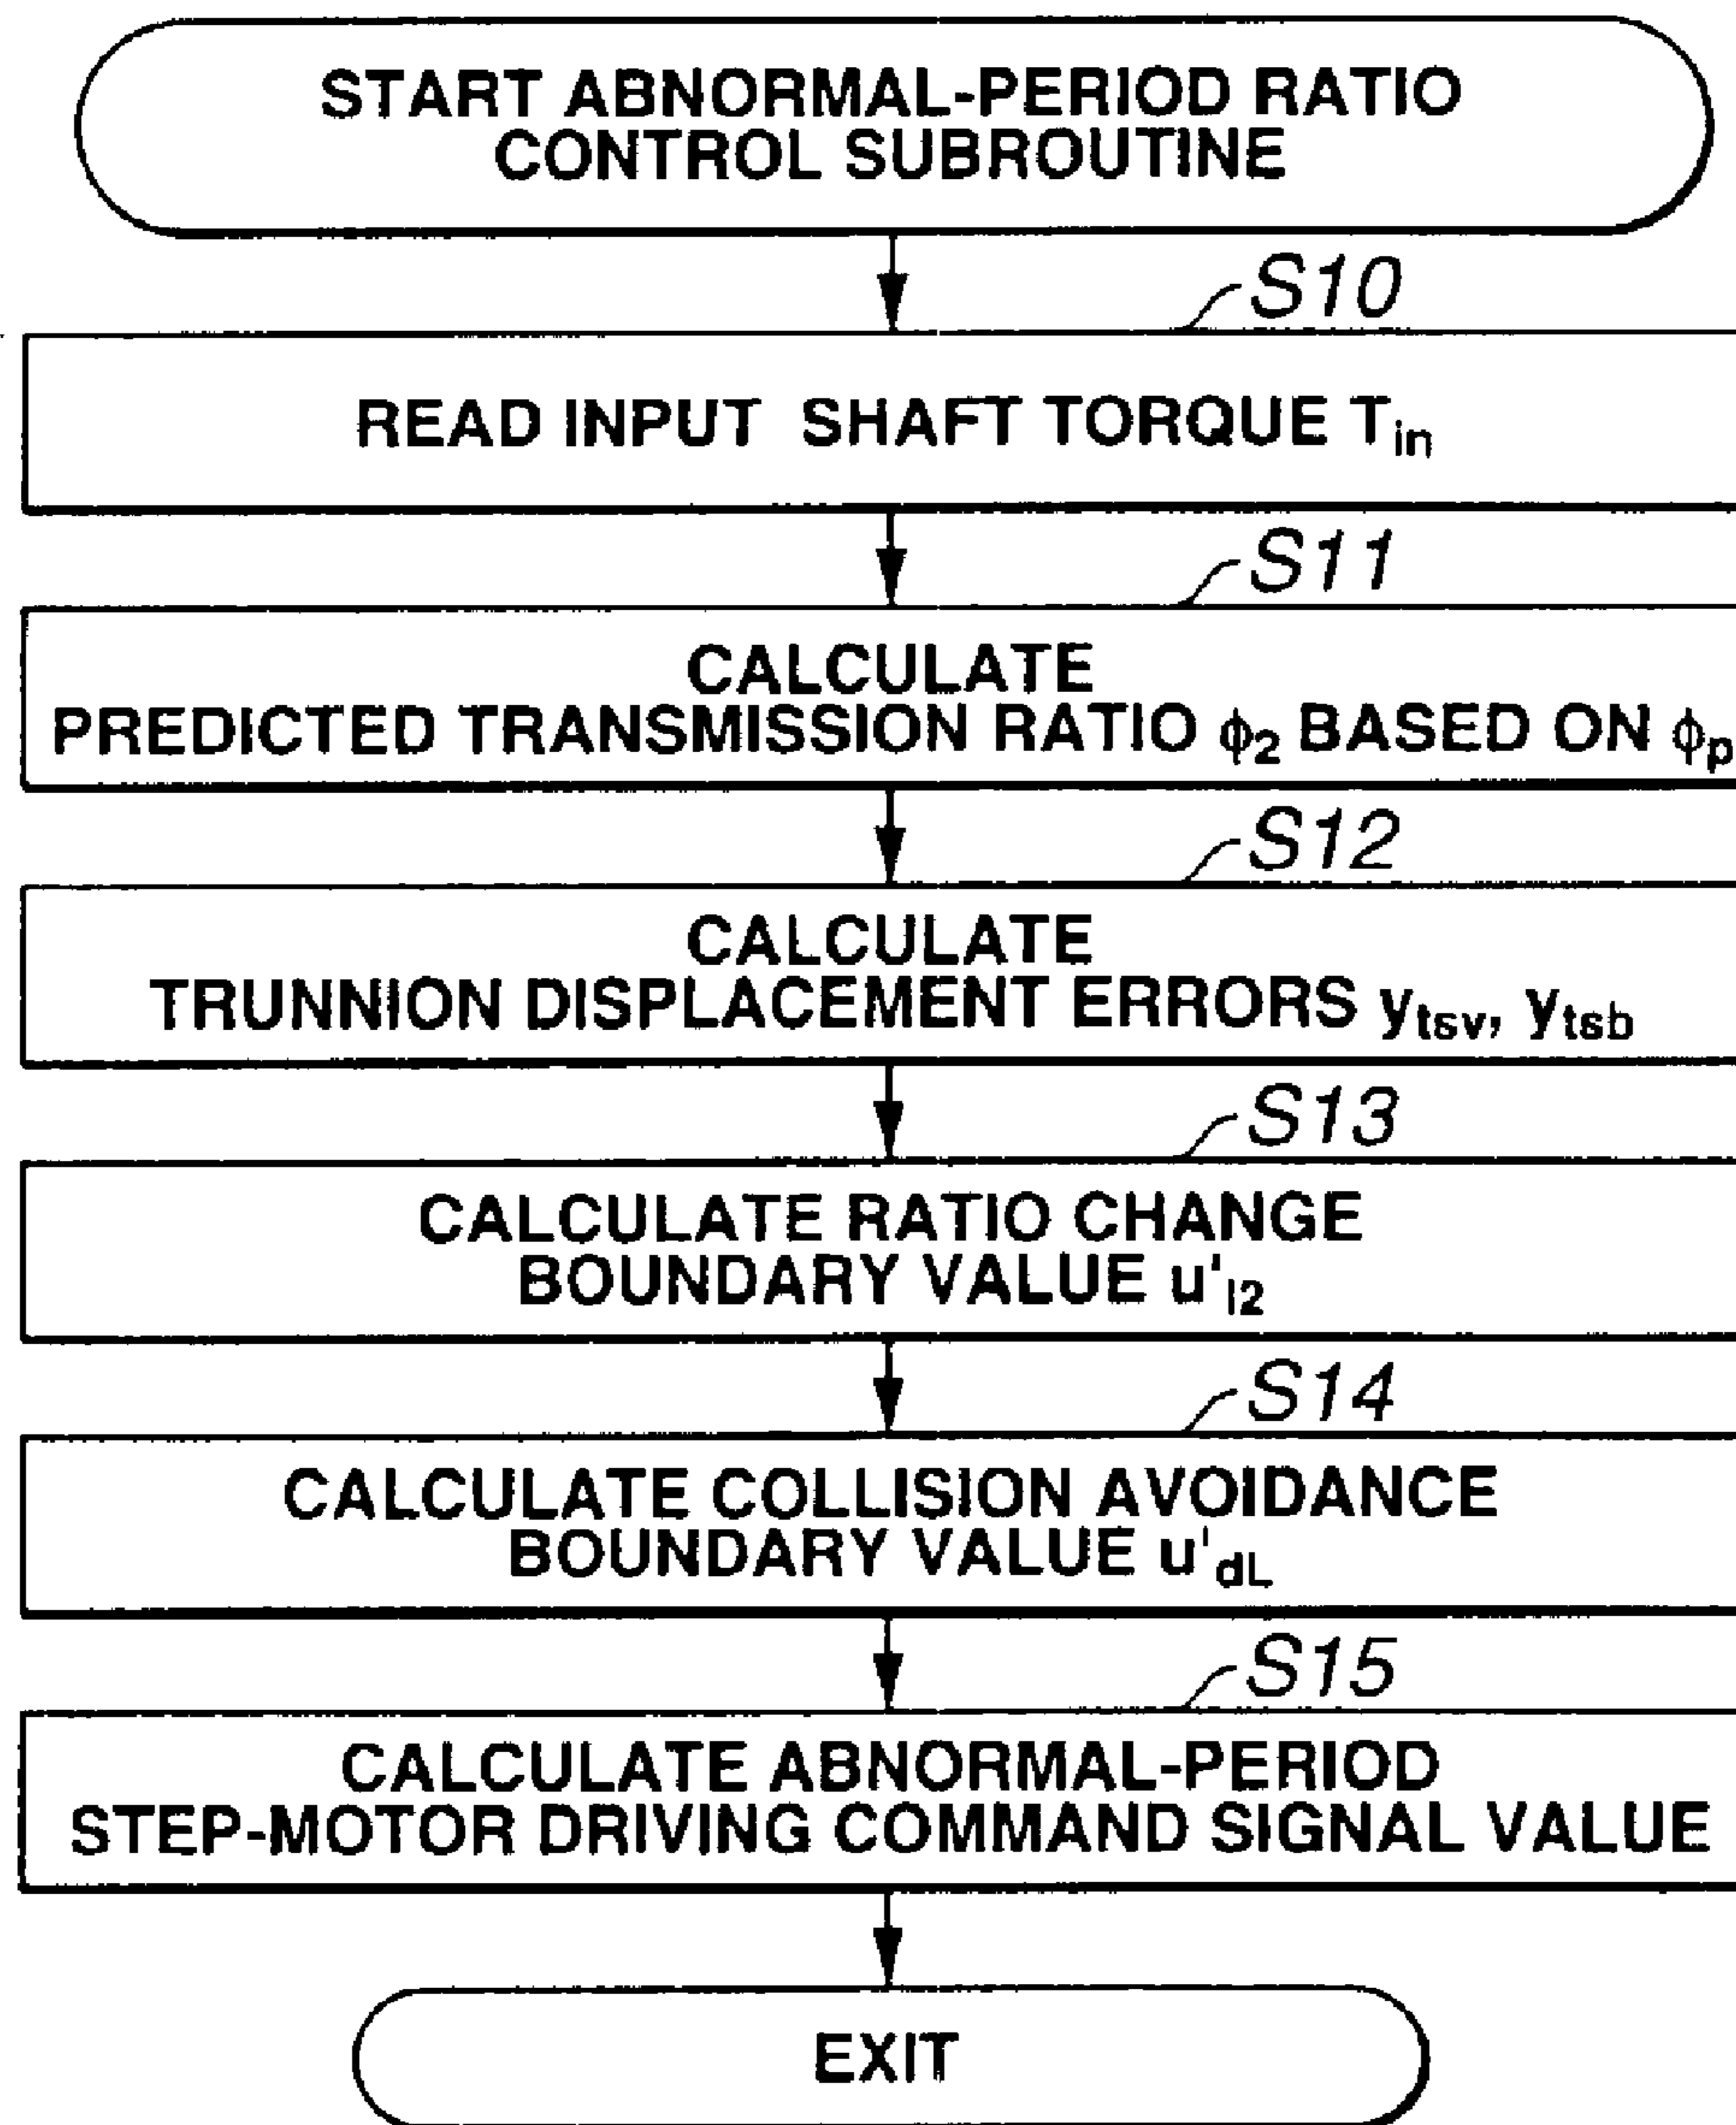 START ABNORMAL-PERIOD RATIO
CONTROL SUBROUTINE
S10
READ INPUT SHAFT TORQUE Tin
S11
CALCULATE
PREDICTED TRANSMISSION RATIO ϕ2 BASED ON ϕp
S12
CALCULATE
TRUNNION DISPLACEMENT ERRORS ytsv, ytsb
S13
CALCULATE RATIO CHANGE
BOUNDARY VALUE u'l2
S14
CALCULATE COLLISION AVOIDANCE
BOUNDARY VALUE u'dL
S15
CALCULATE ABNORMAL-PERIOD
STEP-MOTOR DRIVING COMMAND SIGNAL VALUE
EXIT